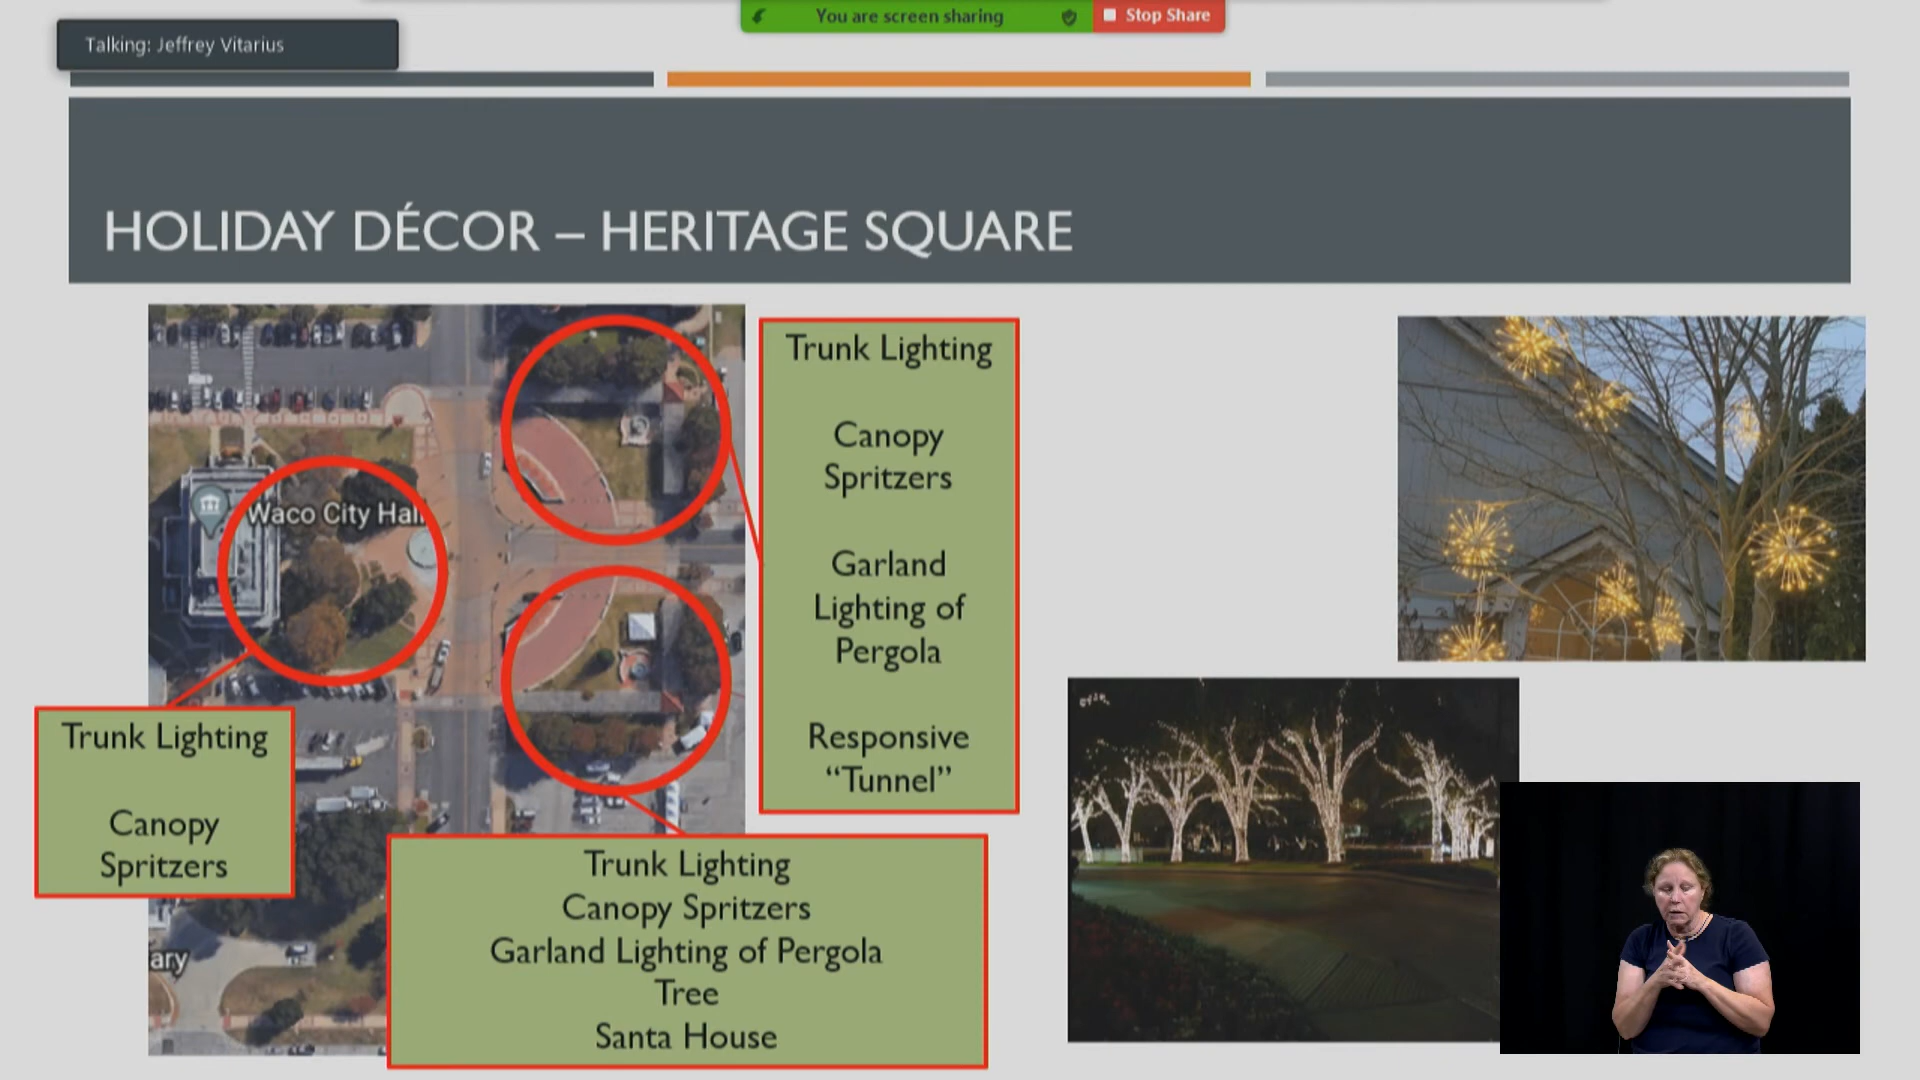 You are screen sharing
Stop Share
Talking: Jeffrey Vitarius
HOLIDAY DÉCOR – HERITAGE SQUARE
Waco City Hall
Trunk Lighting
Canopy
Spritzers
Garland
Lighting of
Pergola
Responsive
“Tunnel”
Trunk Lighting
Canopy
Spritzers
Trunk Lighting
Canopy Spritzers
Garland Lighting of Pergola
Tree
Santa House
ary